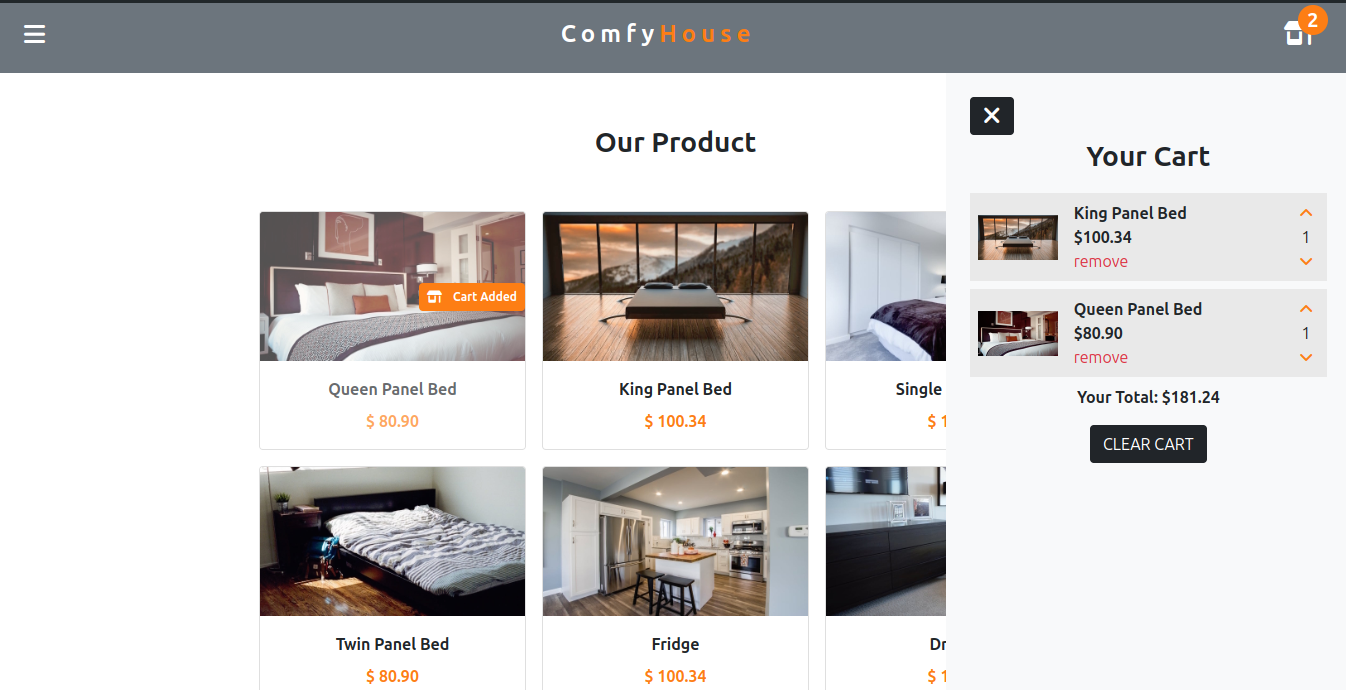 ComfyHouse
2
Our Product
Cart Added
Queen Panel Bed
$ 80.90
King Panel Bed
$ 100.34
Single
$ 1
Twin Panel Bed
$ 80.90
Fridge
$ 100.34
Dr
$ 1
Your Cart
King Panel Bed
$100.34
1
remove
Queen Panel Bed
$80.90
1
remove
Your Total: $181.24
CLEAR CART